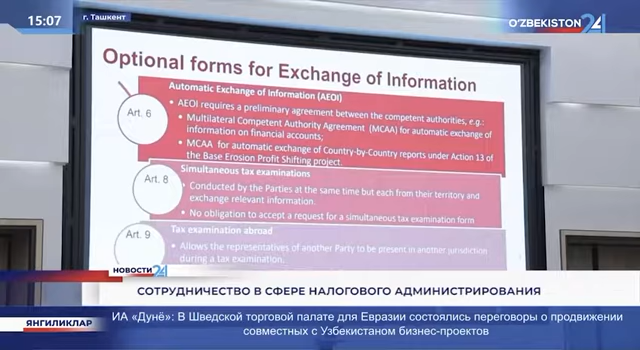 15:07
г. Ташкент
O'ZBEKISTON 24
Optional forms for Exchange of Information
Art. 6
Automatic Exchange of Information (AEOI)
• AEOI requires a preliminary agreement between the competent authorities, e.g.:
• Multilateral Competent Authority Agreement (MCAA) for automatic exchange of
information on financial accounts;
• MCAA for automatic exchange of Country-by-Country reports under Action 13 of
the Base Erosion Profit Shifting project.
Art. 8
Simultaneous tax examinations
• Conducted by the Parties at the same time but each from their territory and
exchange relevant information.
• No obligation to accept a request for a simultaneous tax examination form
Art. 9
Tax examination abroad
• Allows the representatives of another Party to be present in another jurisdiction
during a tax examination.
НОВОСТИ 24
СОТРУДНИЧЕСТВО В СФЕРЕ НАЛОГОВОГО АДМИНИСТРИРОВАНИЯ
ЯНГИЛИКЛАР
ИА «Дунё»: В Шведской торговой палате для Евразии состоялись переговоры о продвижении
совместных с Узбекистаном бизнес-проектов